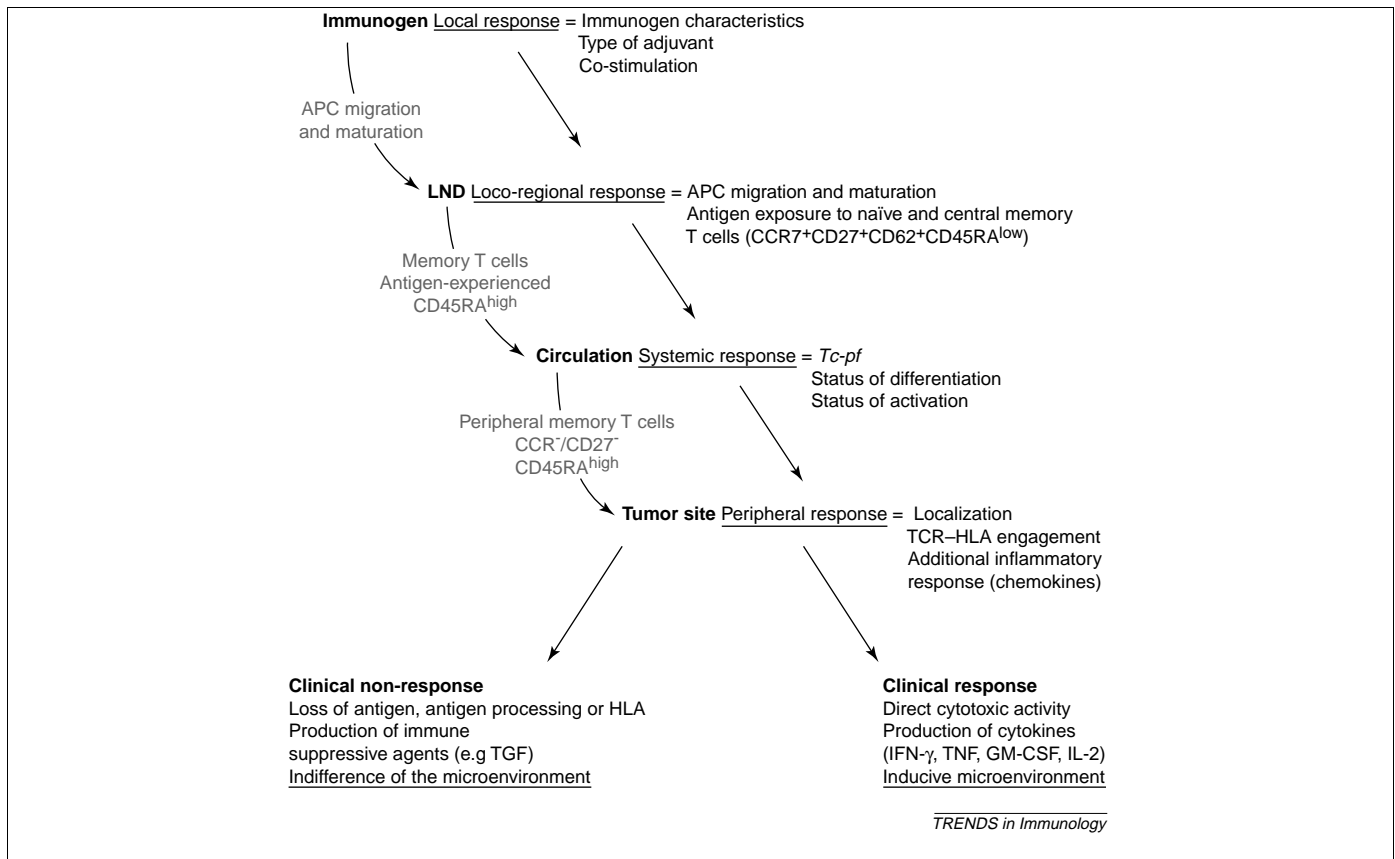 Immunogen Local response = Immunogen characteristics
Type of adjuvant
Co-stimulation
APC migration
and maturation
LND Loco-regional response = APC migration and maturation
Antigen exposure to naïve and central memory
T cells (CCR7⁺CD27⁺CD62⁺CD45RAˡᵒʷ)
Memory T cells
Antigen-experienced
CD45RAʰⁱᵍʰ
Circulation Systemic response = Tc-pf
Status of differentiation
Status of activation
Peripheral memory T cells
CCR⁻/CD27⁻
CD45RAʰⁱᵍʰ
Tumor site Peripheral response = Localization
TCR–HLA engagement
Additional inflammatory
response (chemokines)
Clinical non-response
Loss of antigen, antigen processing or HLA
Production of immune
suppressive agents (e.g TGF)
Indifference of the microenvironment
Clinical response
Direct cytotoxic activity
Production of cytokines
(IFN-γ, TNF, GM-CSF, IL-2)
Inducive microenvironment
TRENDS in Immunology